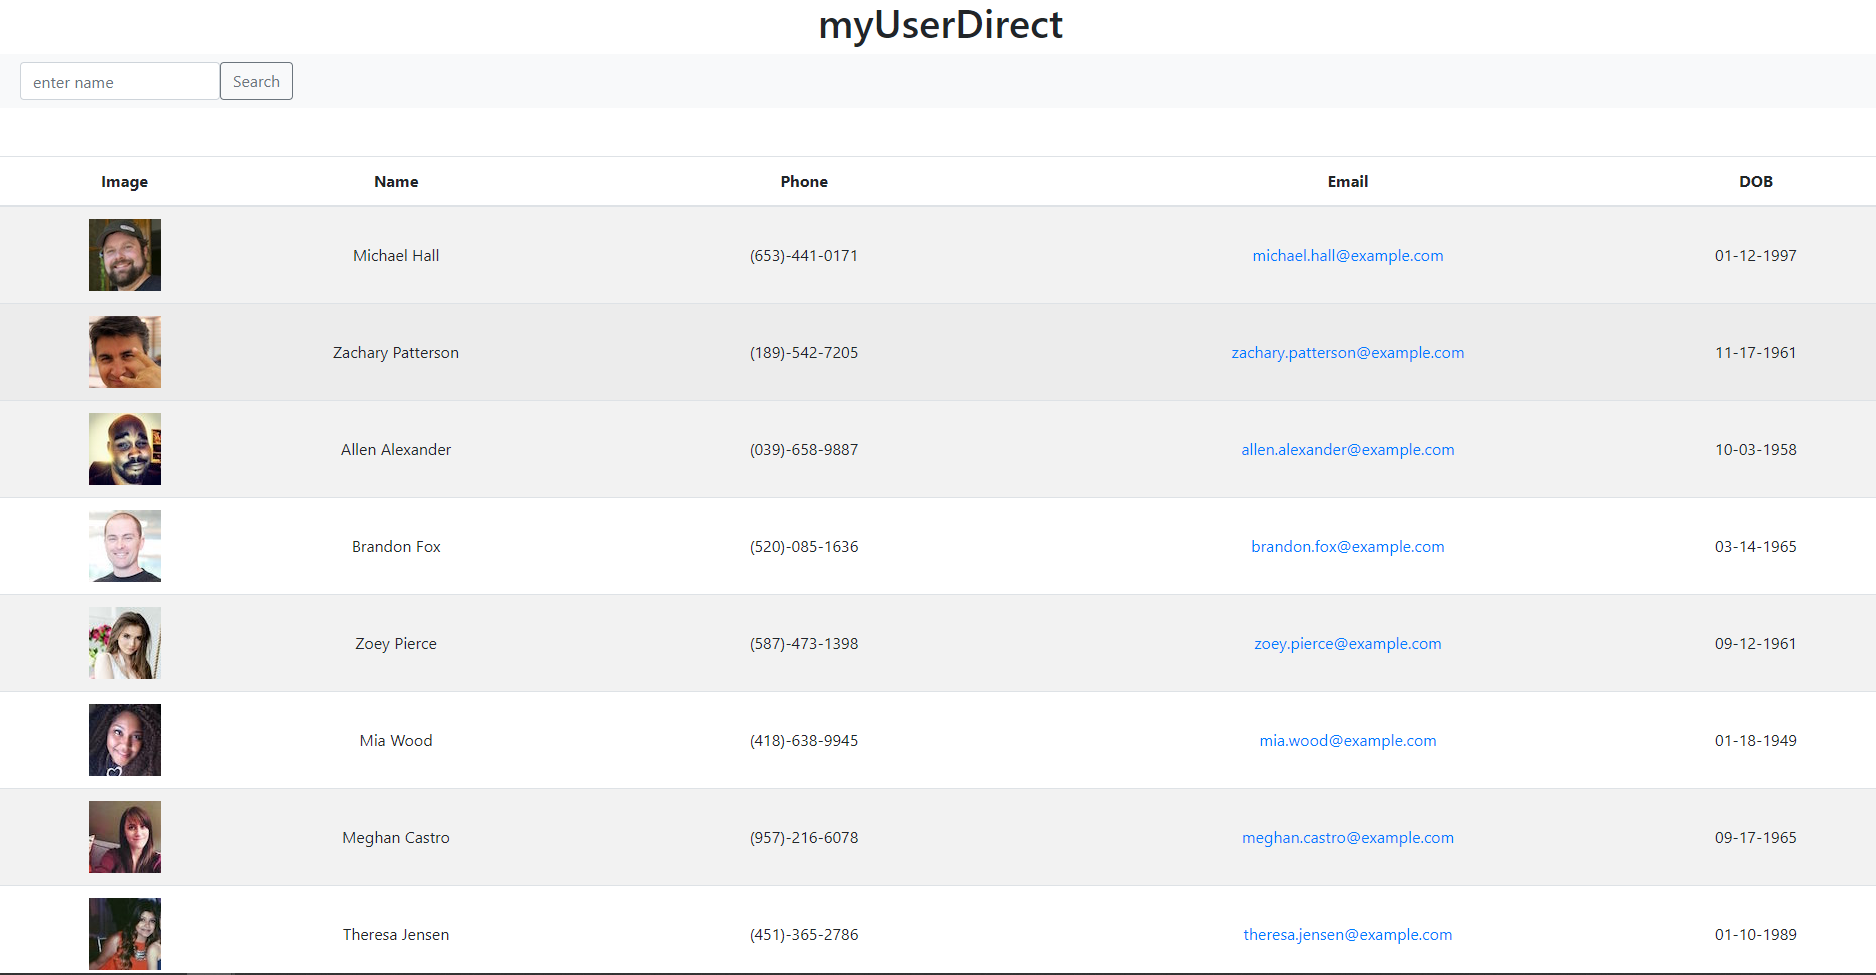 myUserDirect
enter name Search
Image Name Phone Email DOB
Michael Hall (653)-441-0171 michael.hall@example.com 01-12-1997
Zachary Patterson (189)-542-7205 zachary.patterson@example.com 11-17-1961
Allen Alexander (039)-658-9887 allen.alexander@example.com 10-03-1958
Brandon Fox (520)-085-1636 brandon.fox@example.com 03-14-1965
Zoey Pierce (587)-473-1398 zoey.pierce@example.com 09-12-1961
Mia Wood (418)-638-9945 mia.wood@example.com 01-18-1949
Meghan Castro (957)-216-6078 meghan.castro@example.com 09-17-1965
Theresa Jensen (451)-365-2786 theresa.jensen@example.com 01-10-1989